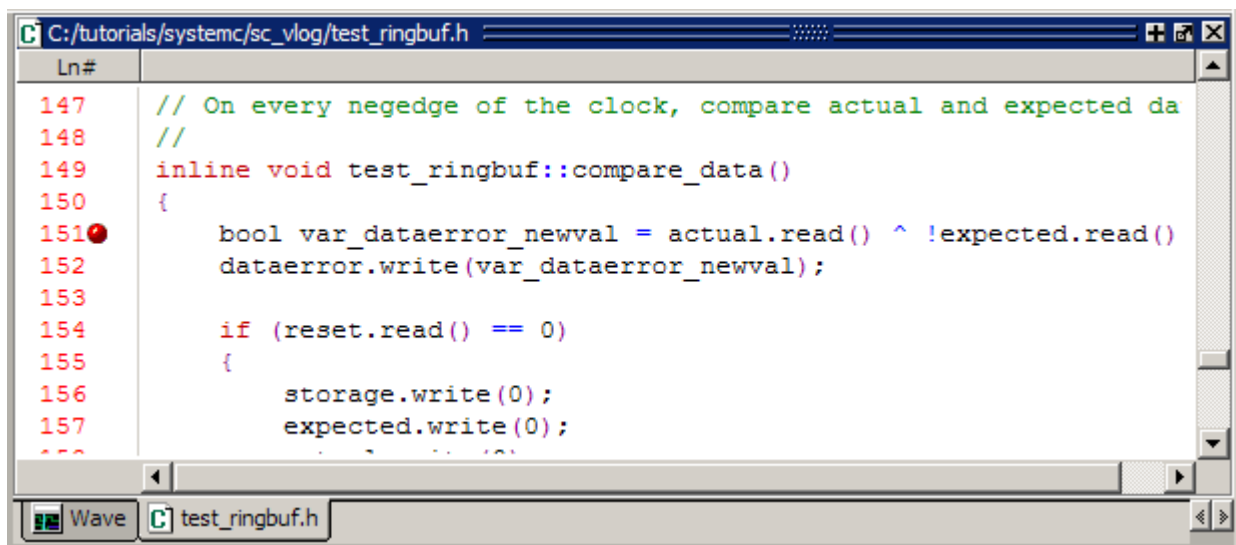 C:/tutorials/systemc/sc_vlog/test_ringbuf.h
Ln#
147 // On every negedge of the clock, compare actual and expected da
148 //
149 inline void test_ringbuf::compare_data()
150 {
151 bool var_dataerror_newval = actual.read() ^ !expected.read()
152 dataerror.write(var_dataerror_newval);
153
154 if (reset.read() == 0)
155 {
156 storage.write(0);
157 expected.write(0);
Wave test_ringbuf.h